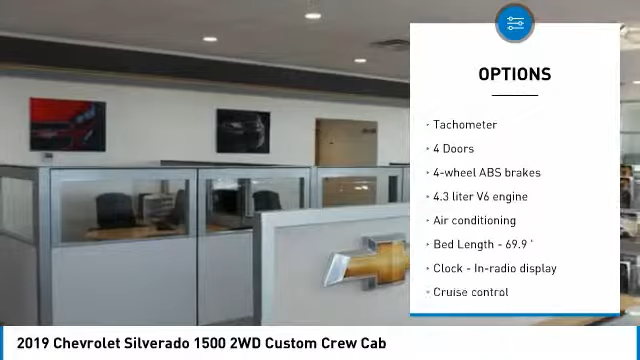 OPTIONS
· Tachometer
· 4 Doors
· 4-wheel ABS brakes
· 4.3 liter V6 engine
· Air conditioning
· Bed Length - 69.9 "
· Clock - In-radio display
· Cruise control
2019 Chevrolet Silverado 1500 2WD Custom Crew Cab